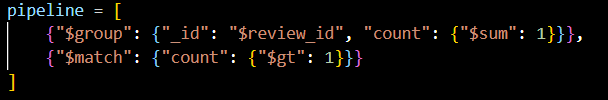 pipeline = [
    {"$group": {"_id": "$review_id", "count": {"$sum": 1}}},
    {"$match": {"count": {"$gt": 1}}}
]